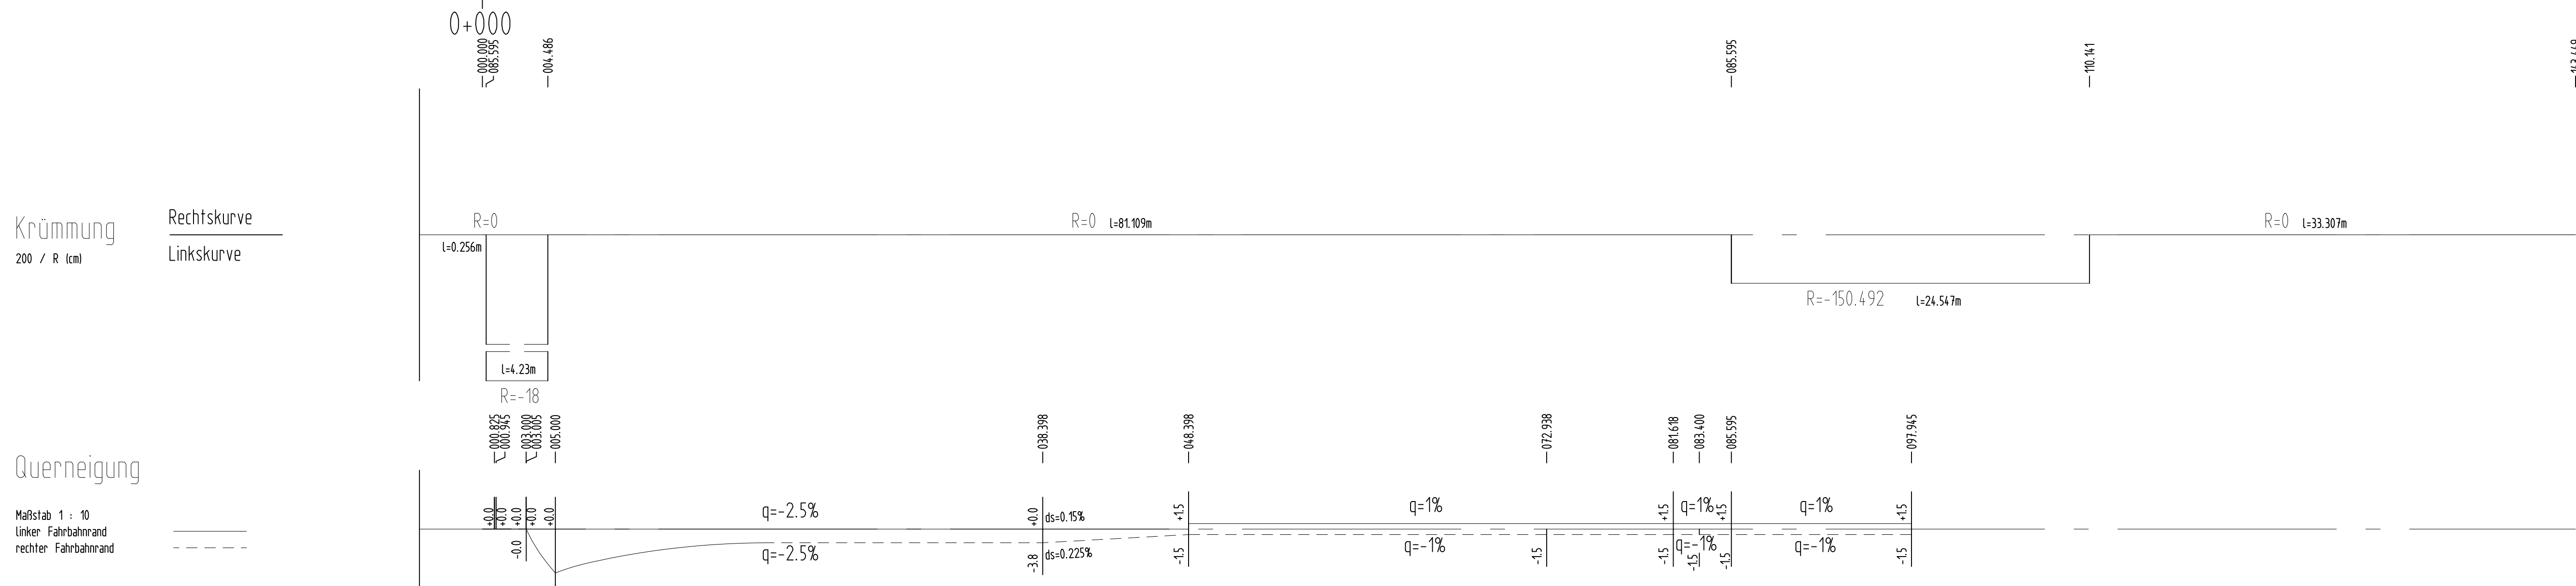 0+000
000.000
085.595
004.486
085.595
110.141
Krümmung
200 / R (cm)
Rechtskurve
Linkskurve
R=0
l=0.256m
R=0 l=81.109m
R=0 l=33.307m
R=-150.492 l=24.547m
l=4.23m
R=-18
000.825
000.945
003.000
003.005
005.000
038.398
048.398
072.938
081.618
083.400
085.595
097.945
Querneigung
Maßstab 1 : 10
linker Fahrbahnrand
rechter Fahrbahnrand
+0.0
+0.0
+0.0
+0.0
+0.0
q=-2.5%
+0.0
ds=0.15%
+1.5
q=1%
+1.5
q=1%
+1.5
q=1%
+1.5
-0.0
q=-2.5%
-3.8
ds=0.225%
-1.5
q=-1%
-1.5
-1.5
q=-1%
-1.5
-1.5
q=-1%
-1.5